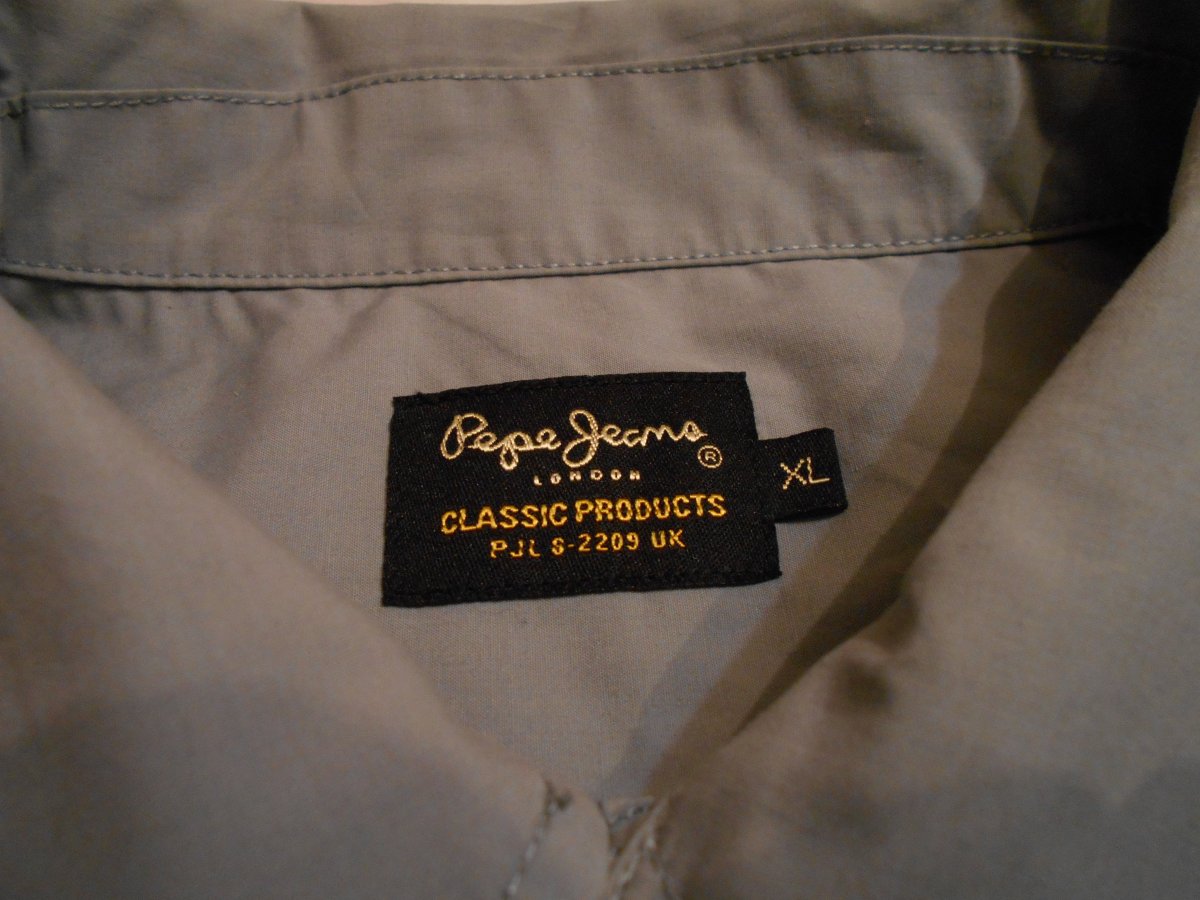 Pepe Jeans
®
LONDON
CLASSIC PRODUCTS
PJL S-2209 UK
XL